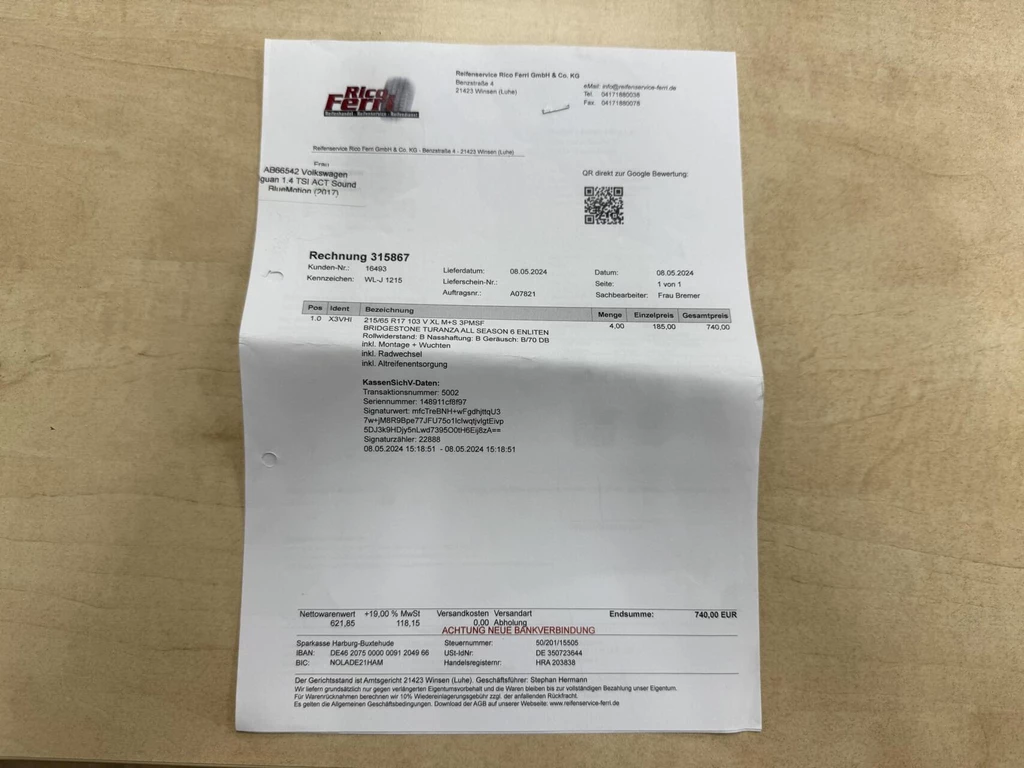 Rico
Ferri
Reifenhandel Reifenservice Reifendienst
Reifenservice Rico Ferri GmbH & Co. KG
Benzstraße 4
21423 Winsen (Luhe)
eMail: info@reifenservice-ferri.de
Tel. 04171880038
Fax 04171880078
Reifenservice Rico Ferri GmbH & Co. KG - Benzstraße 4 - 21423 Winsen (Luhe)
Frau
AB66542 Volkswagen
iguan 1.4 TSI ACT Sound
BlueMotion (2017)
QR direkt zur Google Bewertung:
Rechnung 315867
Kunden-Nr.: 16493 Lieferdatum: 08.05.2024 Datum: 08.05.2024
Kennzeichen: WL-J 1215 Lieferschein-Nr.: Seite: 1 von 1
Auftragsnr.: A07821 Sachbearbeiter: Frau Bremer
Pos Ident Bezeichnung Menge Einzelpreis Gesamtpreis
1.0 X3VHI 215/65 R17 103 V XL M+S 3PMSF 4,00 185,00 740,00
BRIDGESTONE TURANZA ALL SEASON 6 ENLITEN
Rollwiderstand: B Nasshaftung: B Geräusch: B/70 DB
inkl. Montage + Wuchten
inkl. Radwechsel
inkl. Altreifenentsorgung
KassenSichV-Daten:
Transaktionsnummer: 5002
Seriennummer: 148911cf8f97
Signaturwert: mfcTreBNH+wFgdhjttqU3
7w+jM8R9Bpe77JFU75o1IcIwqtjvlgtEivp
5DJ3k9HDjy5nLwd7395O0tH6Eij8zA==
Signaturzähler: 22888
08.05.2024 15:18:51 - 08.05.2024 15:18:51
Nettowarenwert +19,00 % MwSt Versandkosten Versandart Endsumme: 740,00 EUR
621,85 118,15 0,00 Abholung
ACHTUNG NEUE BANKVERBINDUNG
Sparkasse Harburg-Buxtehude Steuernummer: 50/201/15505
IBAN: DE46 2075 0000 0091 2049 66 USt-IdNr: DE 350723644
BIC: NOLADE21HAM Handelsregisternr: HRA 203838
Der Gerichtsstand ist Amtsgericht 21423 Winsen (Luhe). Geschäftsführer: Stephan Hermann
Wir liefern grundsätzlich nur gegen verlängerten Eigentumsvorbehalt und die Waren bleiben bis zur vollständigen Bezahlung unser Eigentum.
Für Warenrücknahmen berechnen wir 10% Wiedereinlagerungsgebühr zzgl. der anfallenden Rückfracht.
Es gelten die Allgemeinen Geschäftsbedingungen. Download der AGB auf unserer Webseite: www.reifenservice-ferri.de